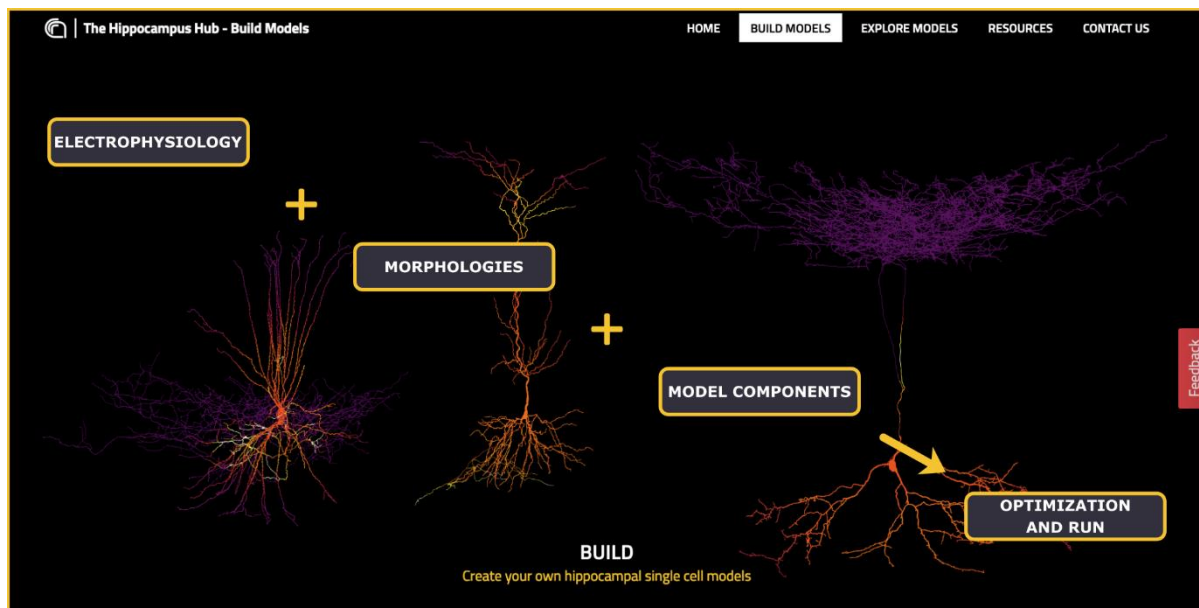 The Hippocampus Hub - Build Models
HOME
BUILD MODELS
EXPLORE MODELS
RESOURCES
CONTACT US
ELECTROPHYSIOLOGY
+
MORPHOLOGIES
+
MODEL COMPONENTS
Feedback
OPTIMIZATION
AND RUN
BUILD
Create your own hippocampal single cell models